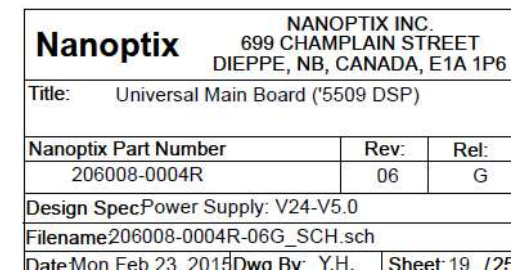 Nanoptix
NANOPTIX INC.
699 CHAMPLAIN STREET
DIEPPE, NB, CANADA, E1A 1P6
Title: Universal Main Board ('5509 DSP)
Nanoptix Part Number Rev: Rel:
206008-0004R 06 G
Design Spec: Power Supply: V24-V5.0
Filename: 206008-0004R-06G_SCH.sch
Date: Mon Feb 23, 2015 Dwg By: Y.H. Sheet: 19 /25